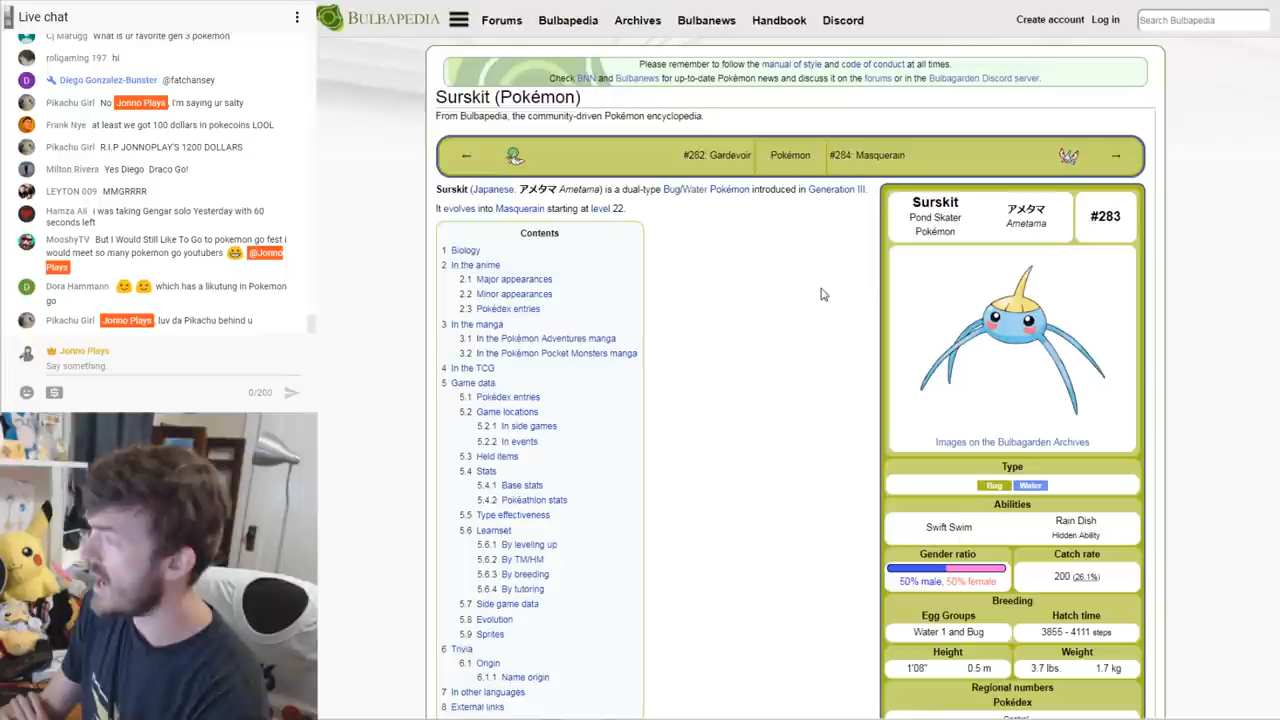 Live chat
Cj Marugg What is ur favorite gen 3 pokemon
roligaming 197 hi
D Diego Gonzalez-Bunster @fatchansey
Pikachu Girl No Jonno Plays, I'm saying ur salty
Frank Nye at least we got 100 dollars in pokecoins LOOL
Pikachu Girl R.I.P JONNOPLAY'S 1200 DOLLARS
Milton Rivera Yes Diego Draco Go!
LEYTON 009 MMGRRRR
Hamza Ali i was taking Gengar solo Yesterday with 60
seconds left
MooshyTV But I Would Still Like To Go to pokemon go fest i
would meet so many pokemon go youtubers @Jonno
Plays
D Dora Hammann which has a likutung in Pokemon
go
Pikachu Girl Jonno Plays, luv da Pikachu behind u
Jonno Plays
Say something...
0/200
BULBAPEDIA
Forums
Bulbapedia
Archives
Bulbanews
Handbook
Discord
Create account
Log in
Search Bulbapedia
Please remember to follow the manual of style and code of conduct at all times.
Check BNN and Bulbanews for up-to-date Pokémon news and discuss it on the forums or in the Bulbagarden Discord server.
Surskit (Pokémon)
From Bulbapedia, the community-driven Pokémon encyclopedia.
← #282: Gardevoir Pokémon #284: Masquerain →
Surskit (Japanese: アメタマ Ametama) is a dual-type Bug/Water Pokémon introduced in Generation III.
It evolves into Masquerain starting at level 22.
Contents
1 Biology
2 In the anime
2.1 Major appearances
2.2 Minor appearances
2.3 Pokédex entries
3 In the manga
3.1 In the Pokémon Adventures manga
3.2 In the Pokémon Pocket Monsters manga
4 In the TCG
5 Game data
5.1 Pokédex entries
5.2 Game locations
5.2.1 In side games
5.2.2 In events
5.3 Held items
5.4 Stats
5.4.1 Base stats
5.4.2 Pokéathlon stats
5.5 Type effectiveness
5.6 Learnset
5.6.1 By leveling up
5.6.2 By TM/HM
5.6.3 By breeding
5.6.4 By tutoring
5.7 Side game data
5.8 Evolution
5.9 Sprites
6 Trivia
6.1 Origin
6.1.1 Name origin
7 In other languages
8 External links
Surskit
Pond Skater
Pokémon
アメタマ
Ametama
#283
Images on the Bulbagarden Archives
Type
Bug Water
Abilities
Swift Swim
Rain Dish
Hidden Ability
Gender ratio
50% male, 50% female
Catch rate
200 (26.1%)
Breeding
Egg Groups
Water 1 and Bug
Hatch time
3855 - 4111 steps
Height
1'08" 0.5 m
Weight
3.7 lbs. 1.7 kg
Regional numbers
Pokédex
Central